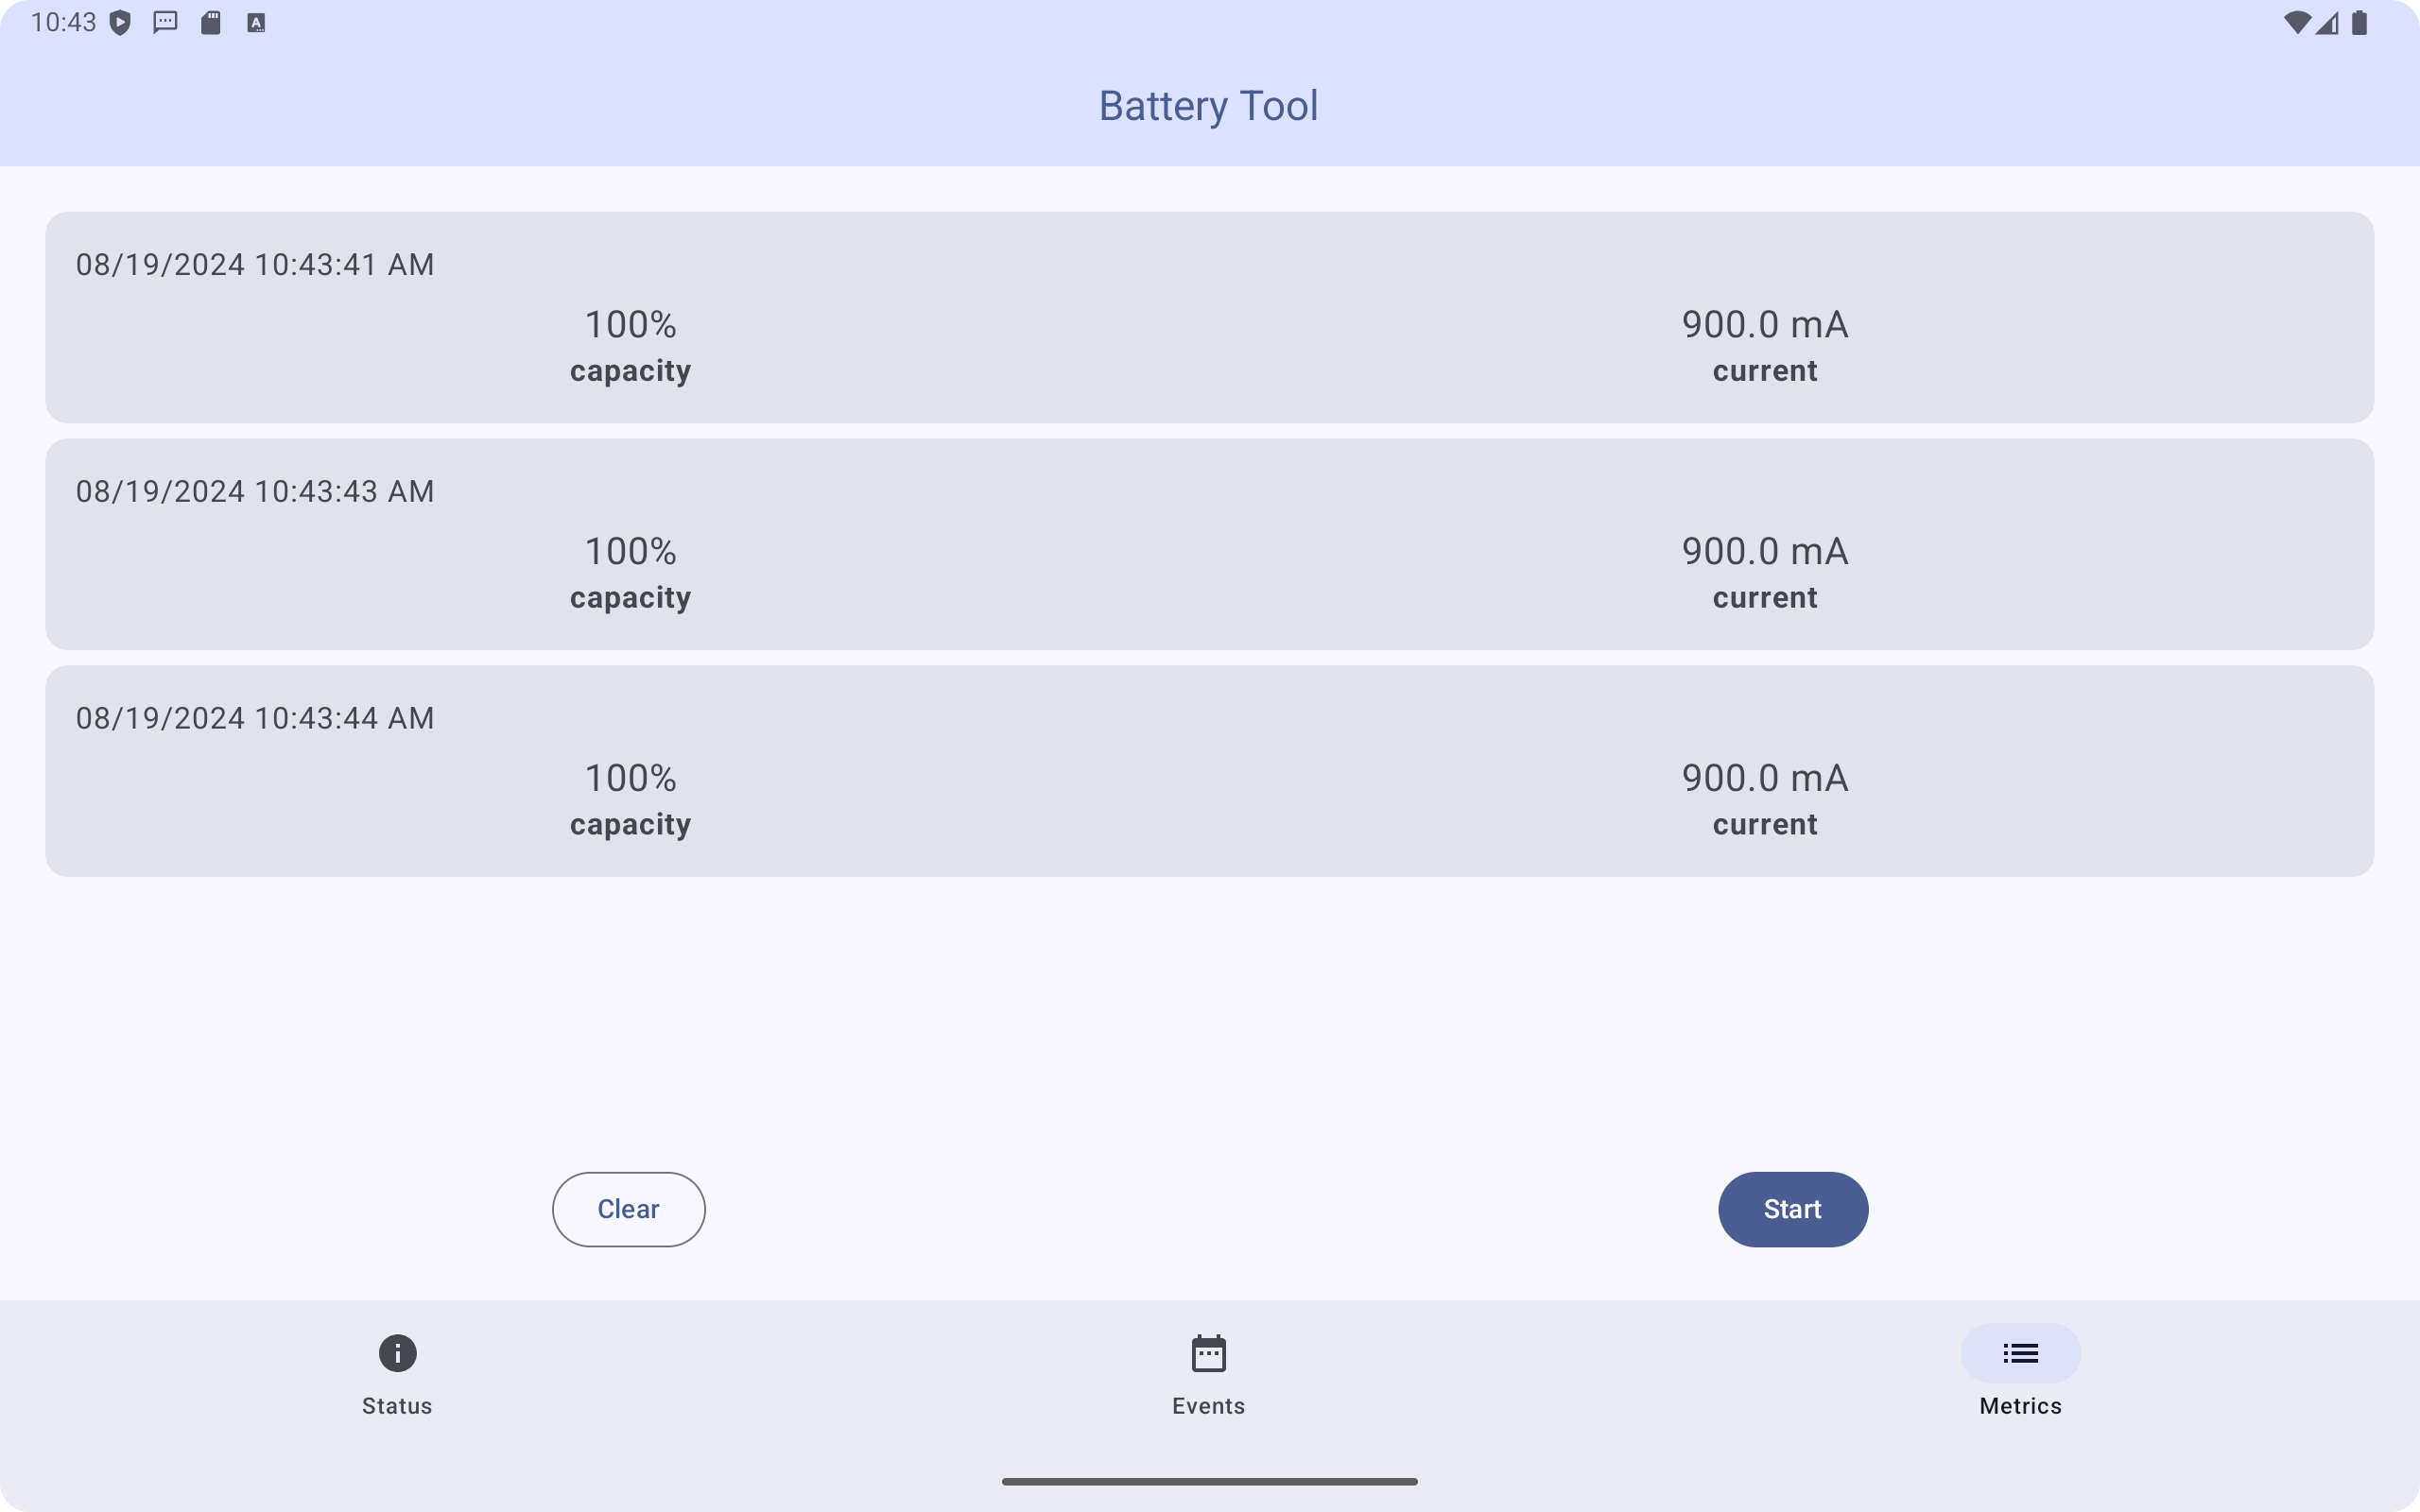 10:43
Battery Tool
08/19/2024 10:43:41 AM
100% 900.0 mA
capacity current
08/19/2024 10:43:43 AM
100% 900.0 mA
capacity current
08/19/2024 10:43:44 AM
100% 900.0 mA
capacity current
Clear Start
Status Events Metrics